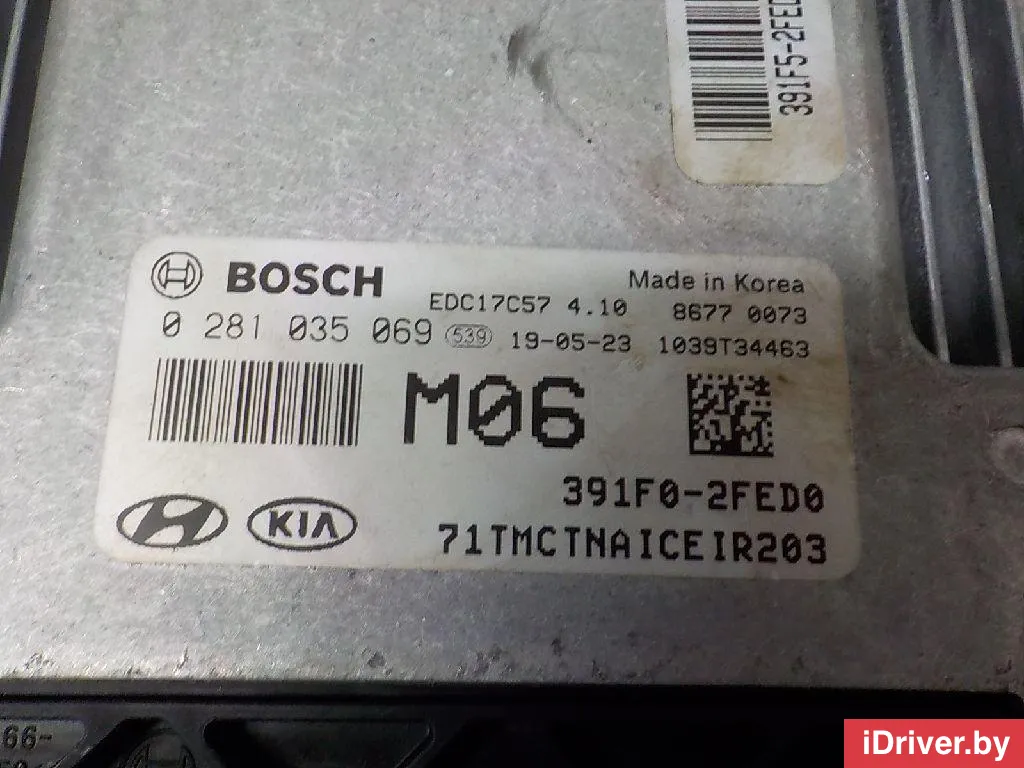 391F5-2FED
BOSCH
Made in Korea
EDC17C57 4.10 8677 0073
0 281 035 069 539 19-05-23 1039T34463
M06
391F0-2FED0
KIA
71TMCTNAICEIR203
66-
iDriver.by